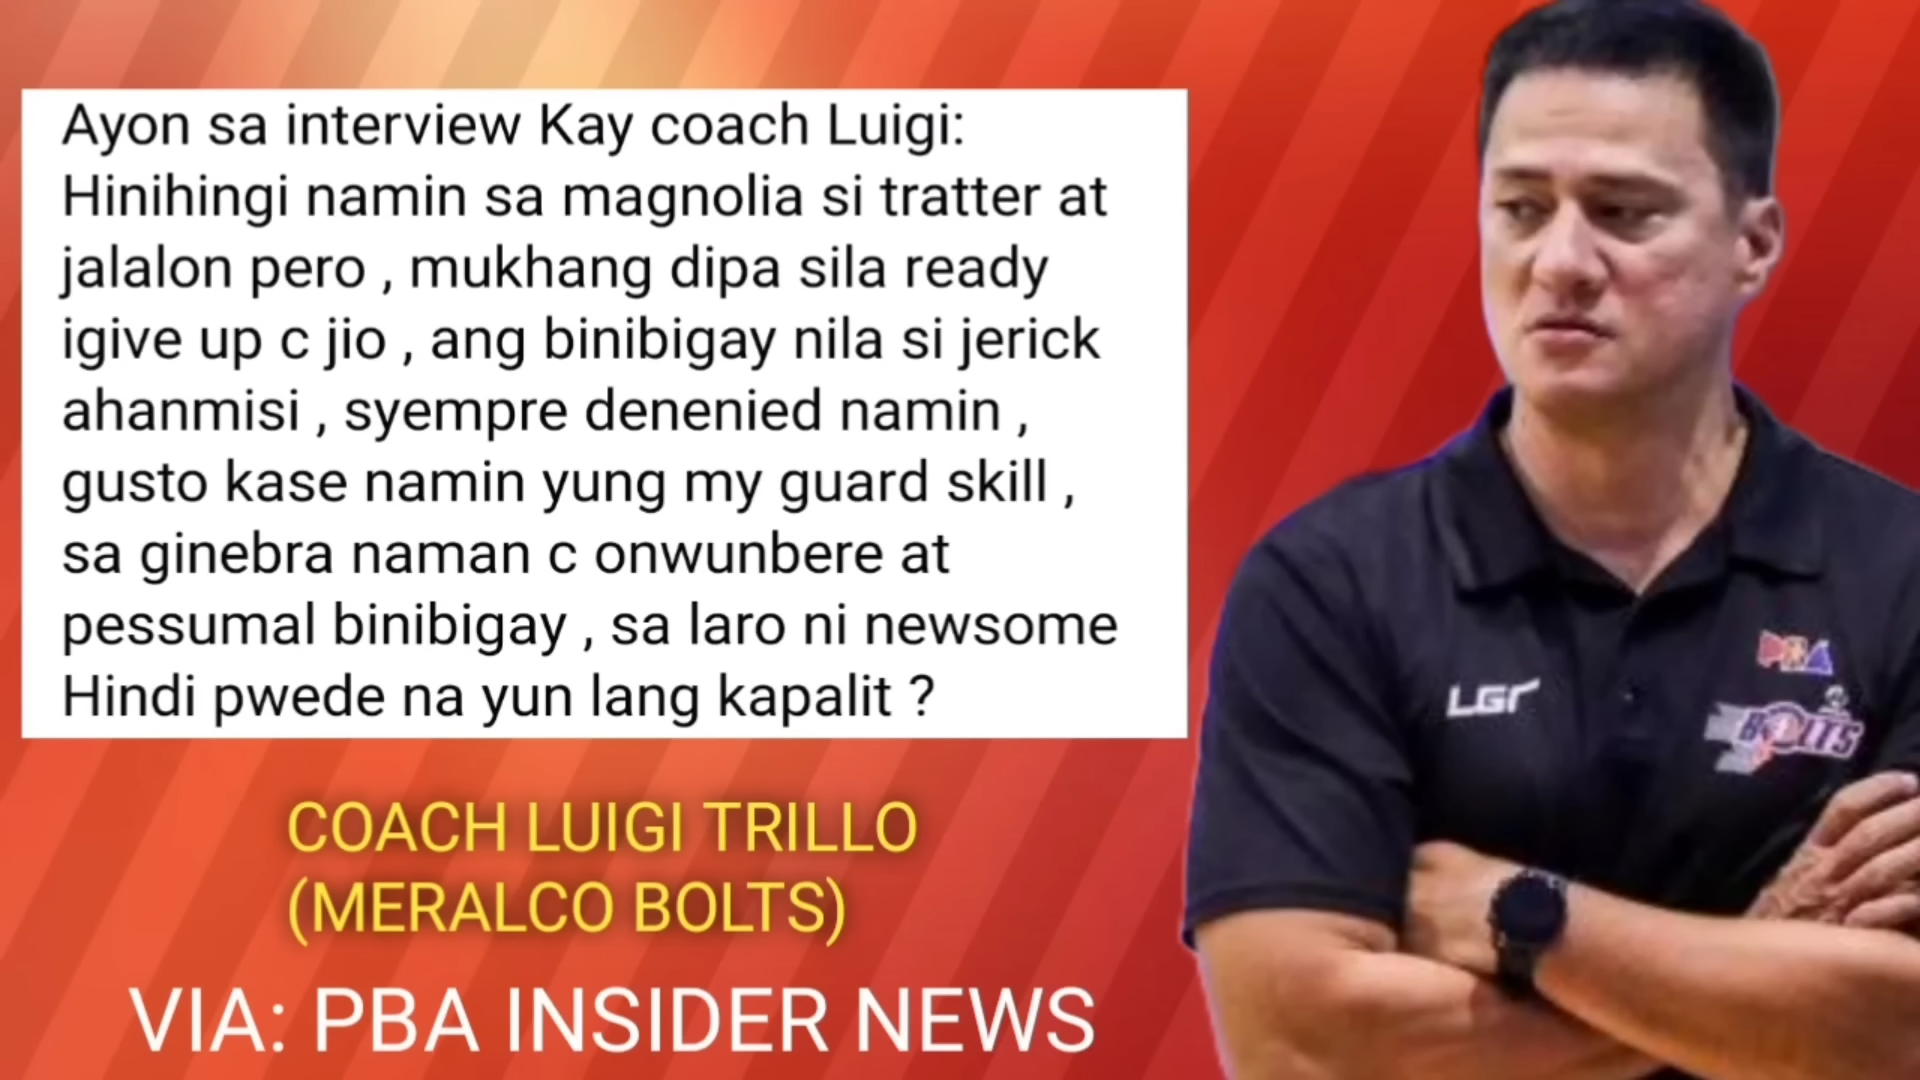 Ayon sa interview Kay coach Luigi:
Hinihingi namin sa magnolia si tratter at
jalalon pero , mukhang dipa sila ready
igive up c jio , ang binibigay nila si jerick
ahanmisi , syempre denenied namin ,
gusto kase namin yung my guard skill ,
sa ginebra naman c onwunbere at
pessumal binibigay , sa laro ni newsome
Hindi pwede na yun lang kapalit ?
COACH LUIGI TRILLO
(MERALCO BOLTS)
VIA: PBA INSIDER NEWS
PBA
LGR
BOLTS